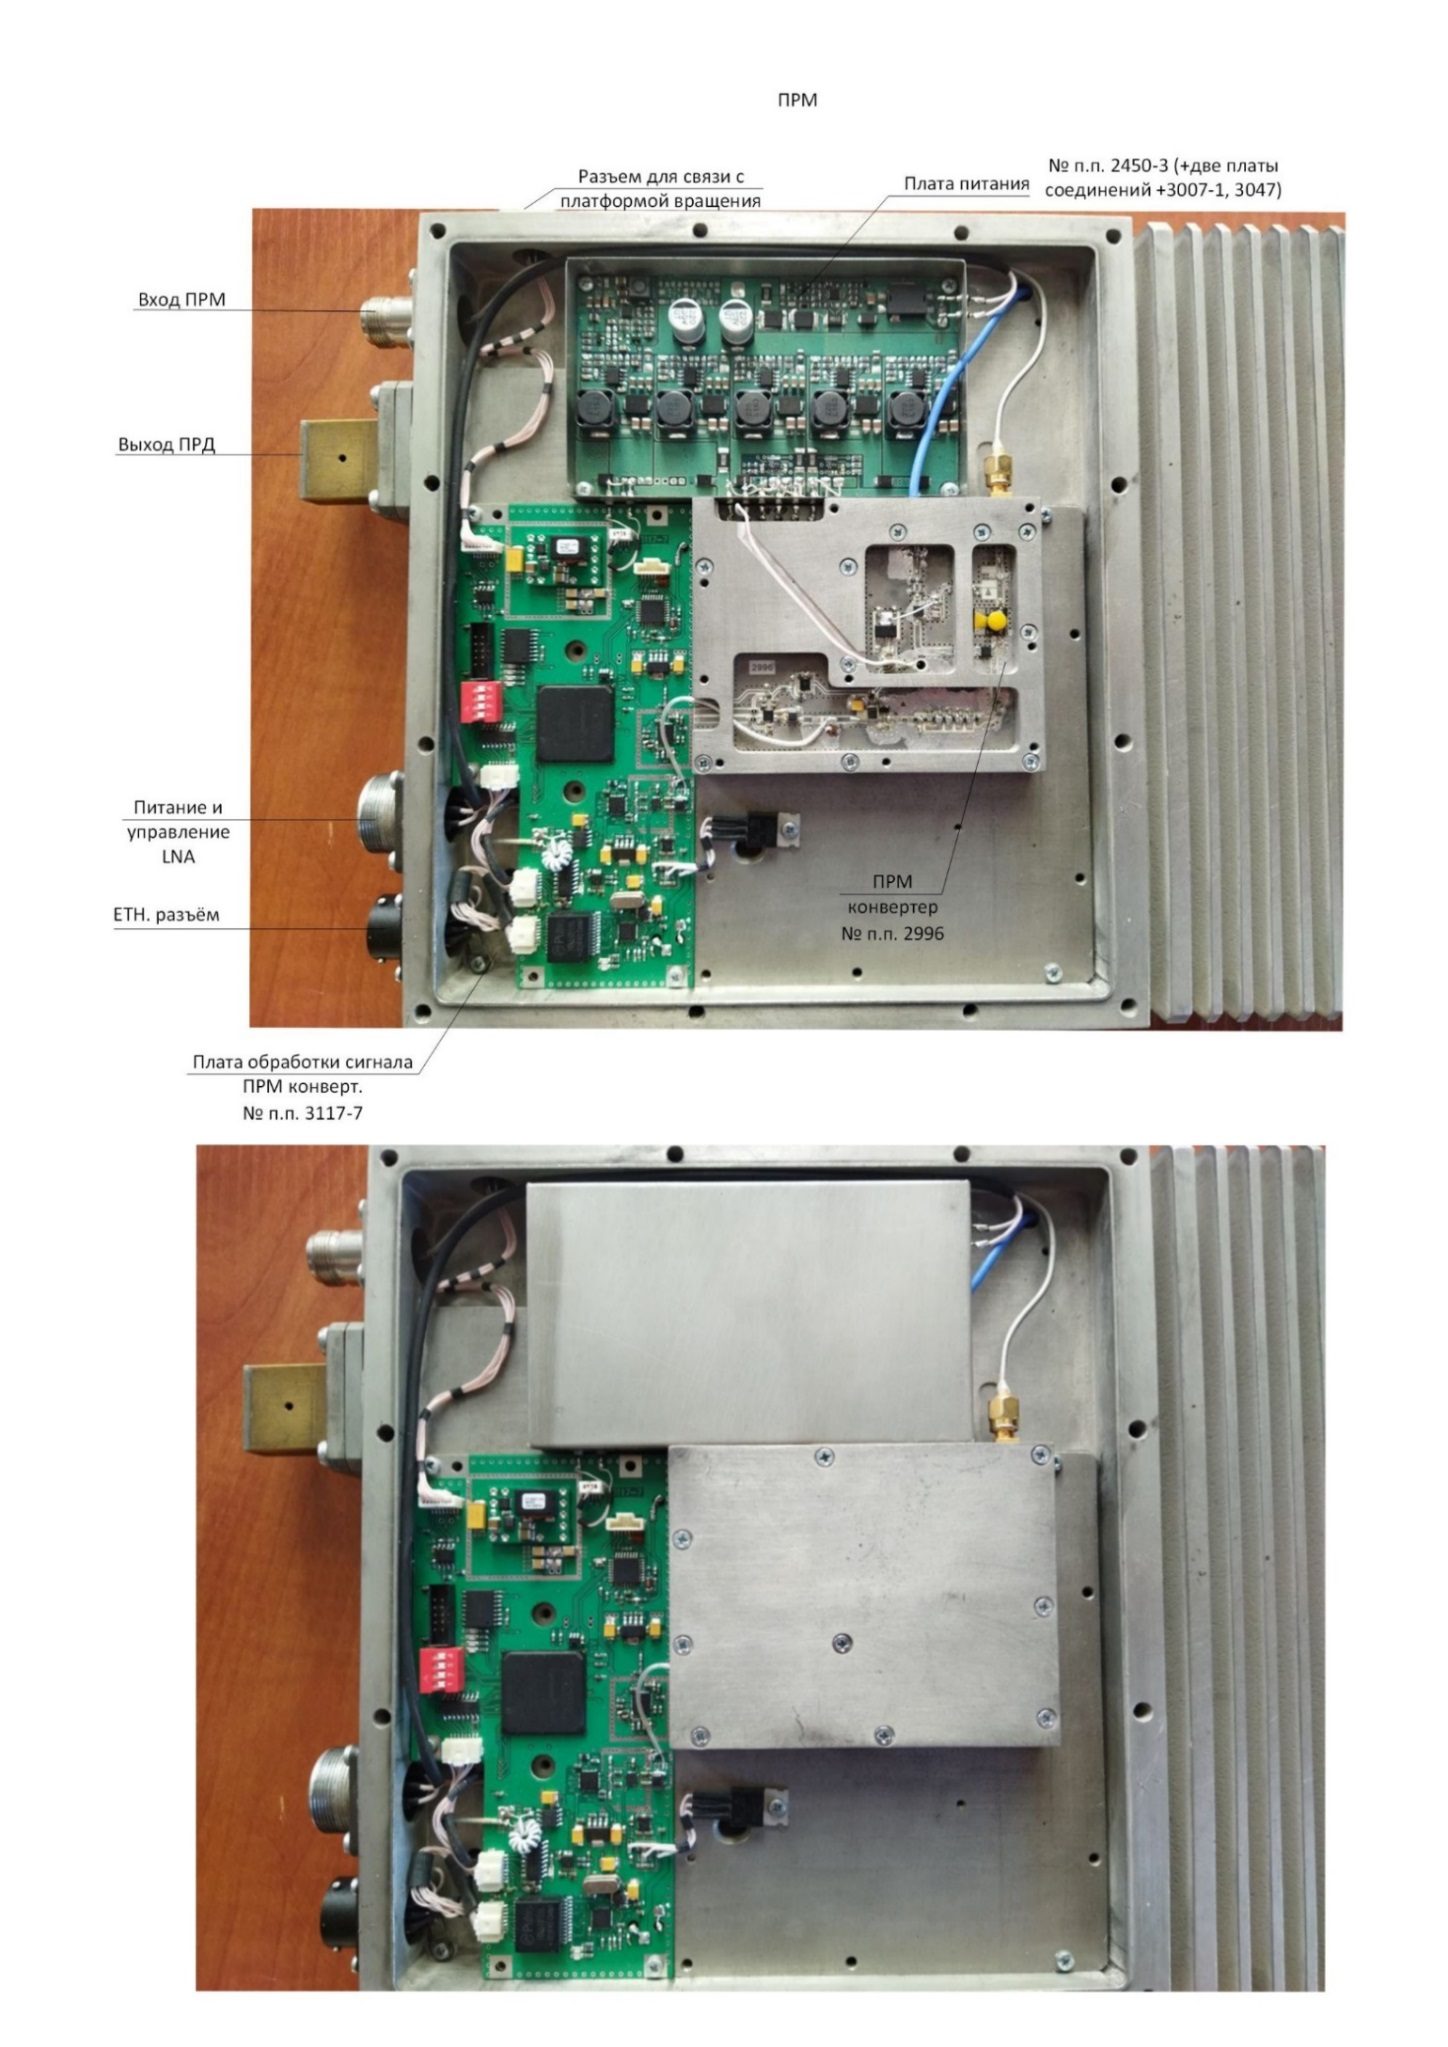 ПРМ
Разъем для связи с
платформой вращения
Плата питания
№ п.п. 2450-3 (+две платы
соединений +3007-1, 3047)
Вход ПРМ
Выход ПРД
2996
Питание и
управление
LNA
ЕТН. разъём
ПРМ
конвертер
№ п.п. 2996
Плата обработки сигнала
ПРМ конверт.
№ п.п. 3117-7